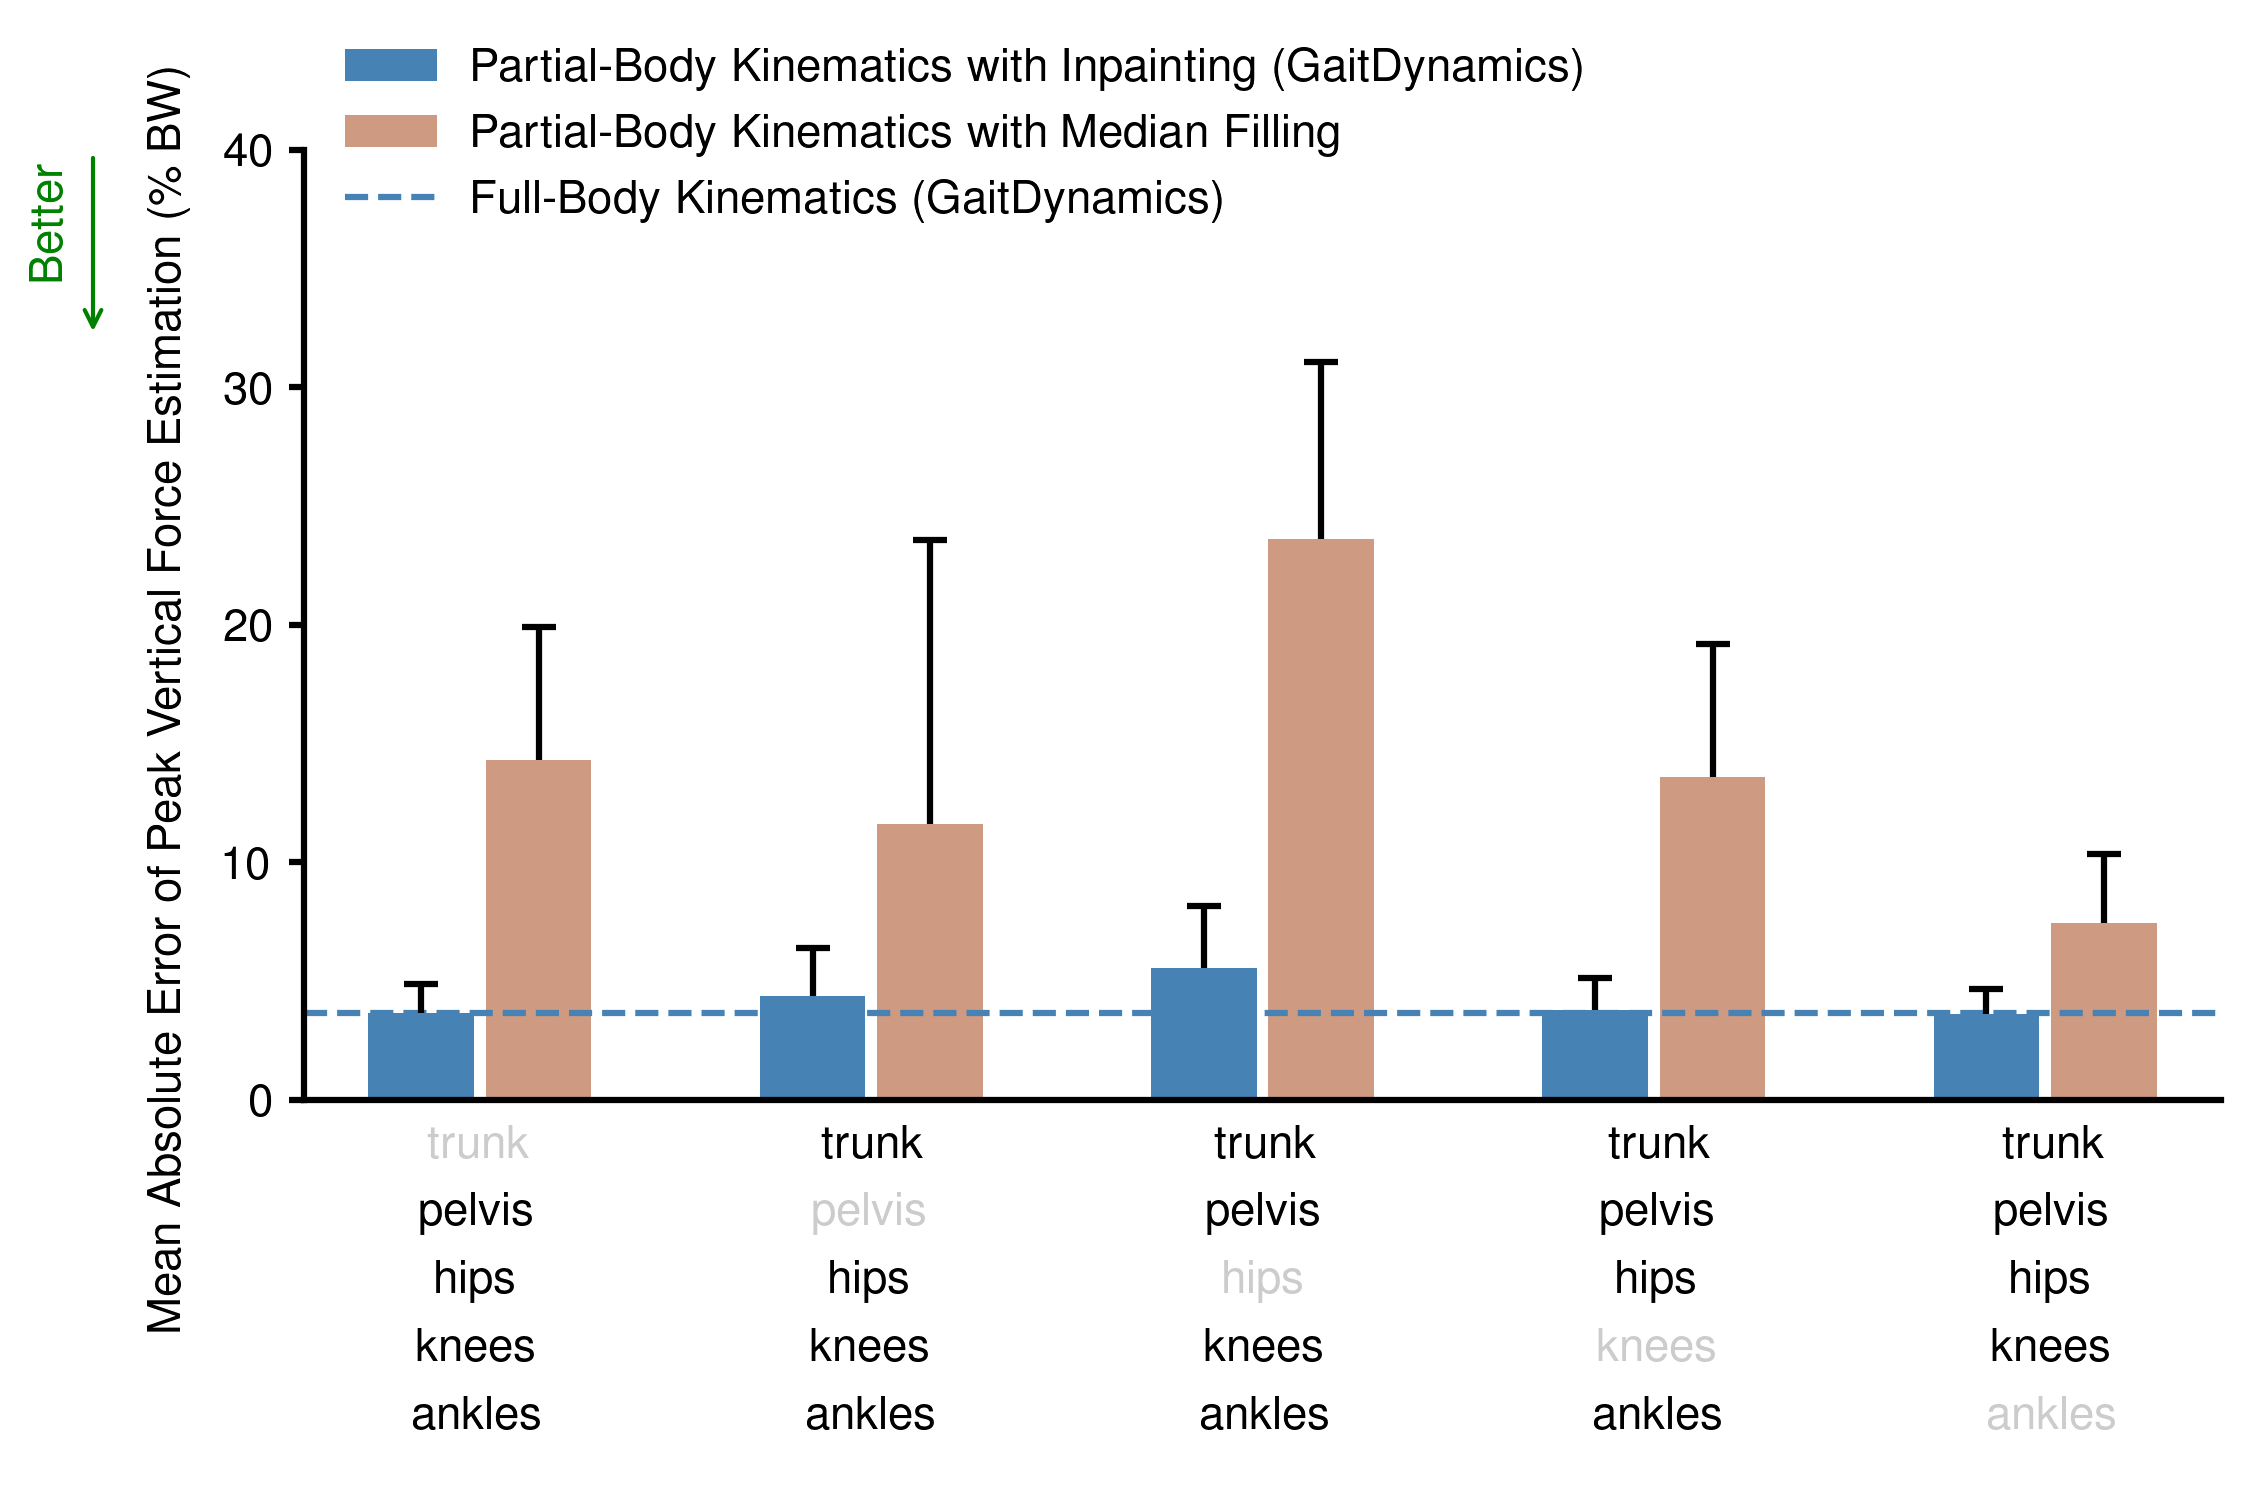 Partial-Body Kinematics with Inpainting (GaitDynamics)
Partial-Body Kinematics with Median Filling
Full-Body Kinematics (GaitDynamics)
Better
Mean Absolute Error of Peak Vertical Force Estimation (% BW)
40
30
20
10
0
trunk trunk trunk trunk trunk
pelvis pelvis pelvis pelvis pelvis
hips hips hips hips hips
knees knees knees knees knees
ankles ankles ankles ankles ankles